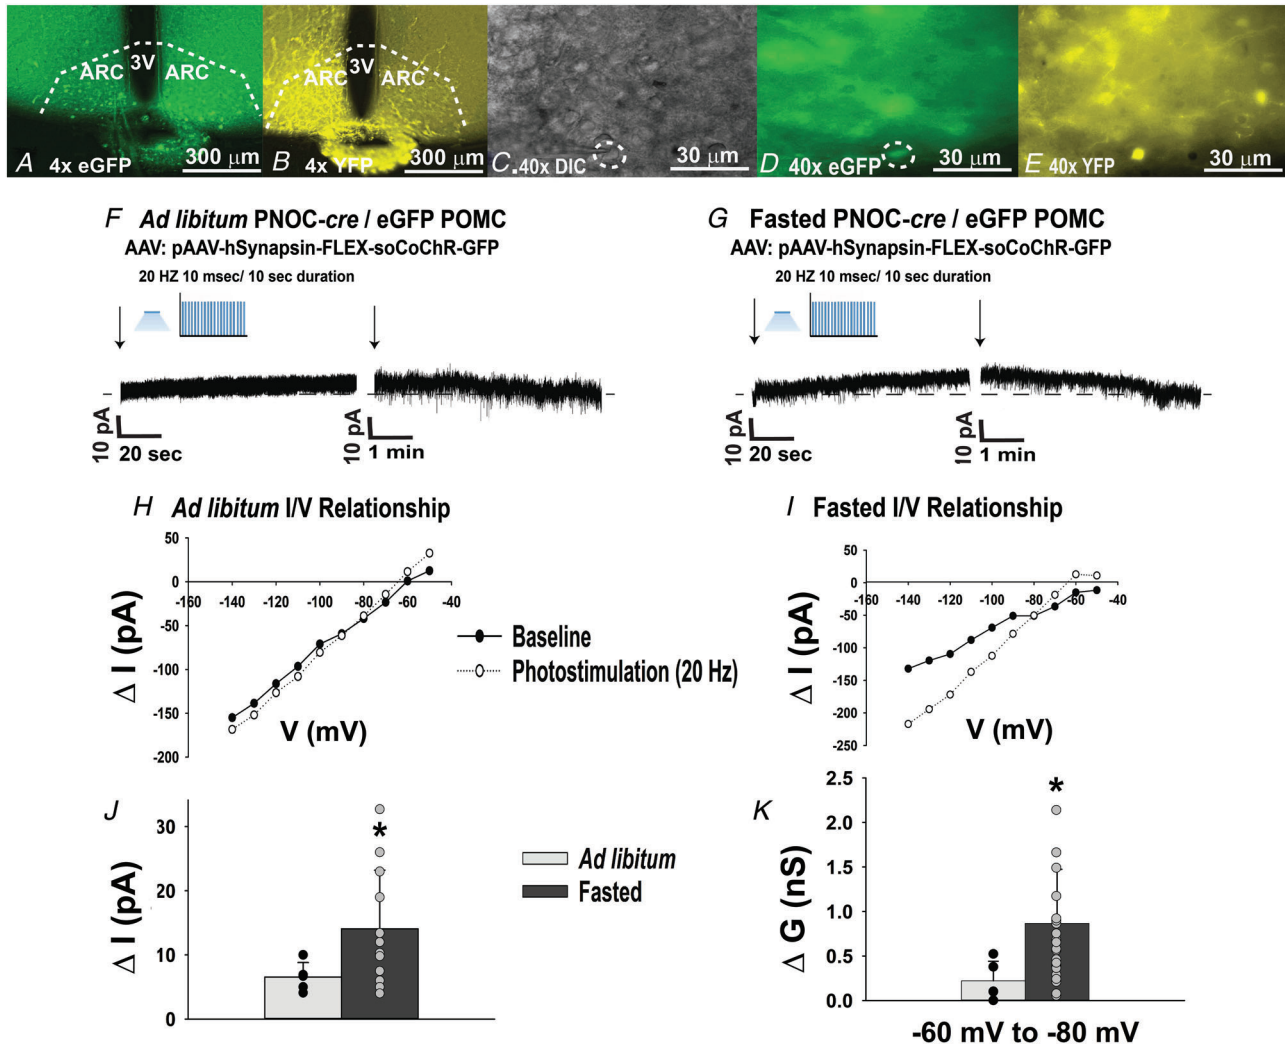 3V
ARC ARC
A 4x eGFP 300 µm
3V
ARC ARC
B 4x YFP 300 µm
C .40x DIC 30 µm
D 40x eGFP 30 µm
E 40x YFP 30 µm
F Ad libitum PNOC-cre / eGFP POMC
AAV: pAAV-hSynapsin-FLEX-soCoChR-GFP
20 HZ 10 msec/ 10 sec duration
10 pA
20 sec
10 pA
1 min
G Fasted PNOC-cre / eGFP POMC
AAV: pAAV-hSynapsin-FLEX-soCoChR-GFP
20 HZ 10 msec/ 10 sec duration
10 pA
20 sec
10 pA
1 min
H Ad libitum I/V Relationship
50
0
-50
-100
-150
-200
-160 -140 -120 -100 -80 -60 -40
Δ I (pA)
V (mV)
Baseline
Photostimulation (20 Hz)
I Fasted I/V Relationship
50
0
-50
-100
-150
-200
-250
-160 -140 -120 -100 -80 -60 -40
Δ I (pA)
V (mV)
J
30
20
10
0
Δ I (pA)
*
Ad libitum
Fasted
K
2.5
2.0
1.5
1.0
0.5
0.0
Δ G (nS)
*
-60 mV to -80 mV